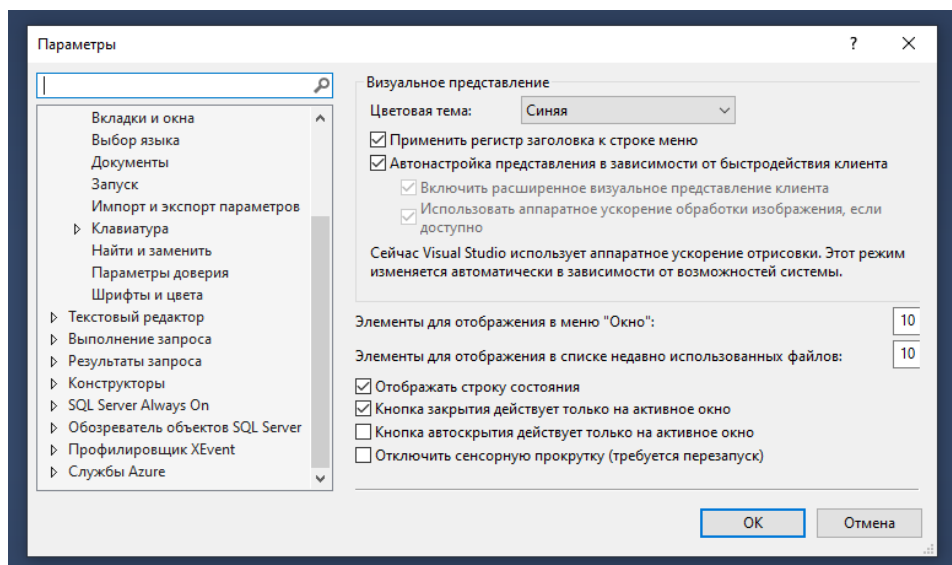 Параметры
?
Вкладки и окна
Выбор языка
Документы
Запуск
Импорт и экспорт параметров
Клавиатура
Найти и заменить
Параметры доверия
Шрифты и цвета
Текстовый редактор
Выполнение запроса
Результаты запроса
Конструкторы
SQL Server Always On
Обозреватель объектов SQL Server
Профилировщик XEvent
Службы Azure
Визуальное представление
Цветовая тема: Синяя
Применить регистр заголовка к строке меню
Автонастройка представления в зависимости от быстродействия клиента
Включить расширенное визуальное представление клиента
Использовать аппаратное ускорение обработки изображения, если
доступно
Сейчас Visual Studio использует аппаратное ускорение отрисовки. Этот режим
изменяется автоматически в зависимости от возможностей системы.
Элементы для отображения в меню "Окно": 10
Элементы для отображения в списке недавно использованных файлов: 10
Отображать строку состояния
Кнопка закрытия действует только на активное окно
Кнопка автоскрытия действует только на активное окно
Отключить сенсорную прокрутку (требуется перезапуск)
ОК
Отмена